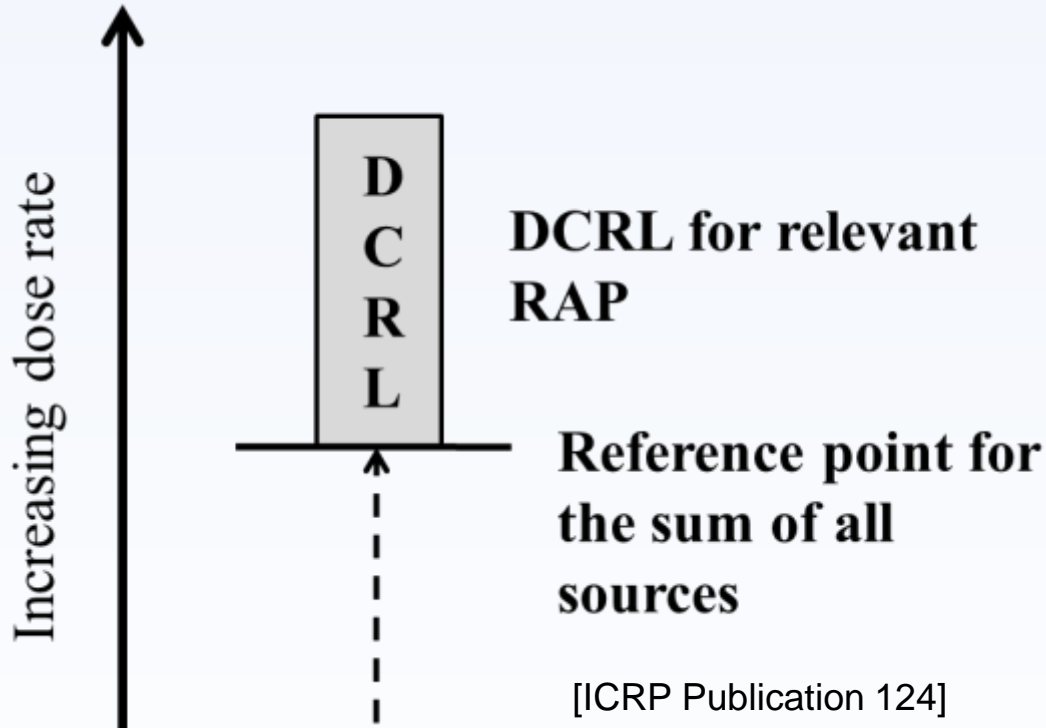 Increasing dose rate
D
C
R
L
DCRL for relevant
RAP
Reference point for
the sum of all
sources
[ICRP Publication 124]